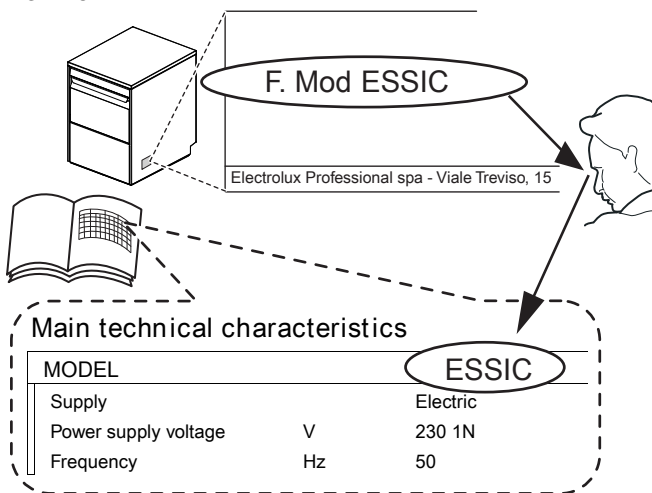 F. Mod ESSIC
Electrolux Professional spa - Viale Treviso, 15
Main technical characteristics
MODEL ESSIC
Supply Electric
Power supply voltage V 230 1N
Frequency Hz 50